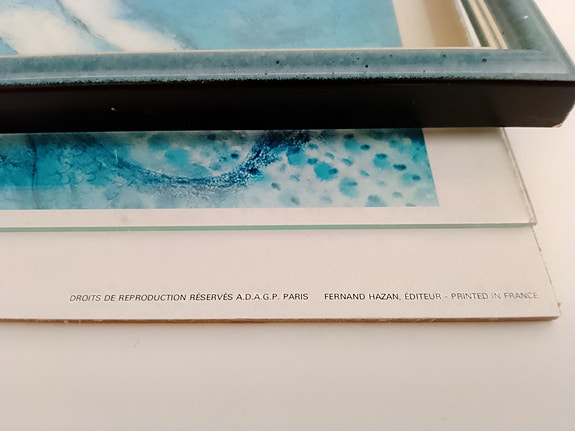 DROITS DE REPRODUCTION RÉSERVÉS A.D.A.G.P. PARIS FERNAND HAZAN, ÉDITEUR - PRINTED IN FRANCE